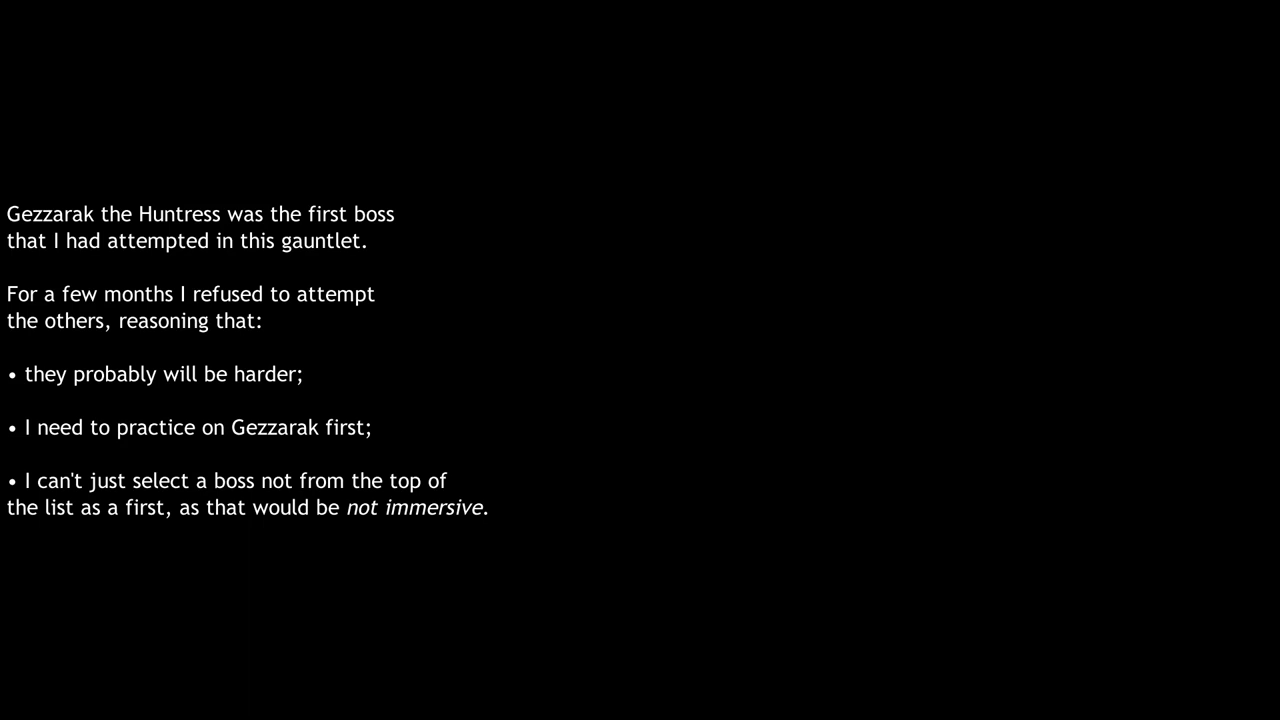 Gezzarak the Huntress was the first boss
that I had attempted in this gauntlet.
For a few months I refused to attempt
the others, reasoning that:
• they probably will be harder;
• I need to practice on Gezzarak first;
• I can't just select a boss not from the top of
the list as a first, as that would be not immersive.